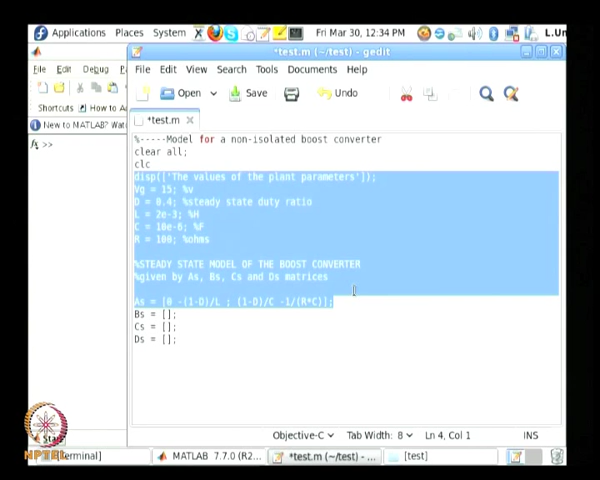 Applications Places System Fri Mar 30, 12:34 PM L.Un
*test.m (~/test) - gedit
File Edit Debug
File Edit View Search Tools Documents Help
Open Save Undo
Shortcuts How to A
*test.m
New to MATLAB? Wat
fx >>
%-----Model for a non-isolated boost converter
clear all;
clc
disp(['The values of the plant parameters']);
Vg = 15; %v
D = 0.4; %steady state duty ratio
L = 2e-3; %H
C = 10e-6; %F
R = 100; %ohms
%STEADY STATE MODEL OF THE BOOST CONVERTER
%given by As, Bs, Cs and Ds matrices
As = [0 -(1-D)/L ; (1-D)/C -1/(R*C)];
Bs = [];
Cs = [];
Ds = [];
Objective-C Tab Width: 8 Ln 4, Col 1 INS
Sta
NPTEL
erminal] MATLAB 7.7.0 (R2... *test.m (~/test) - ... [test]